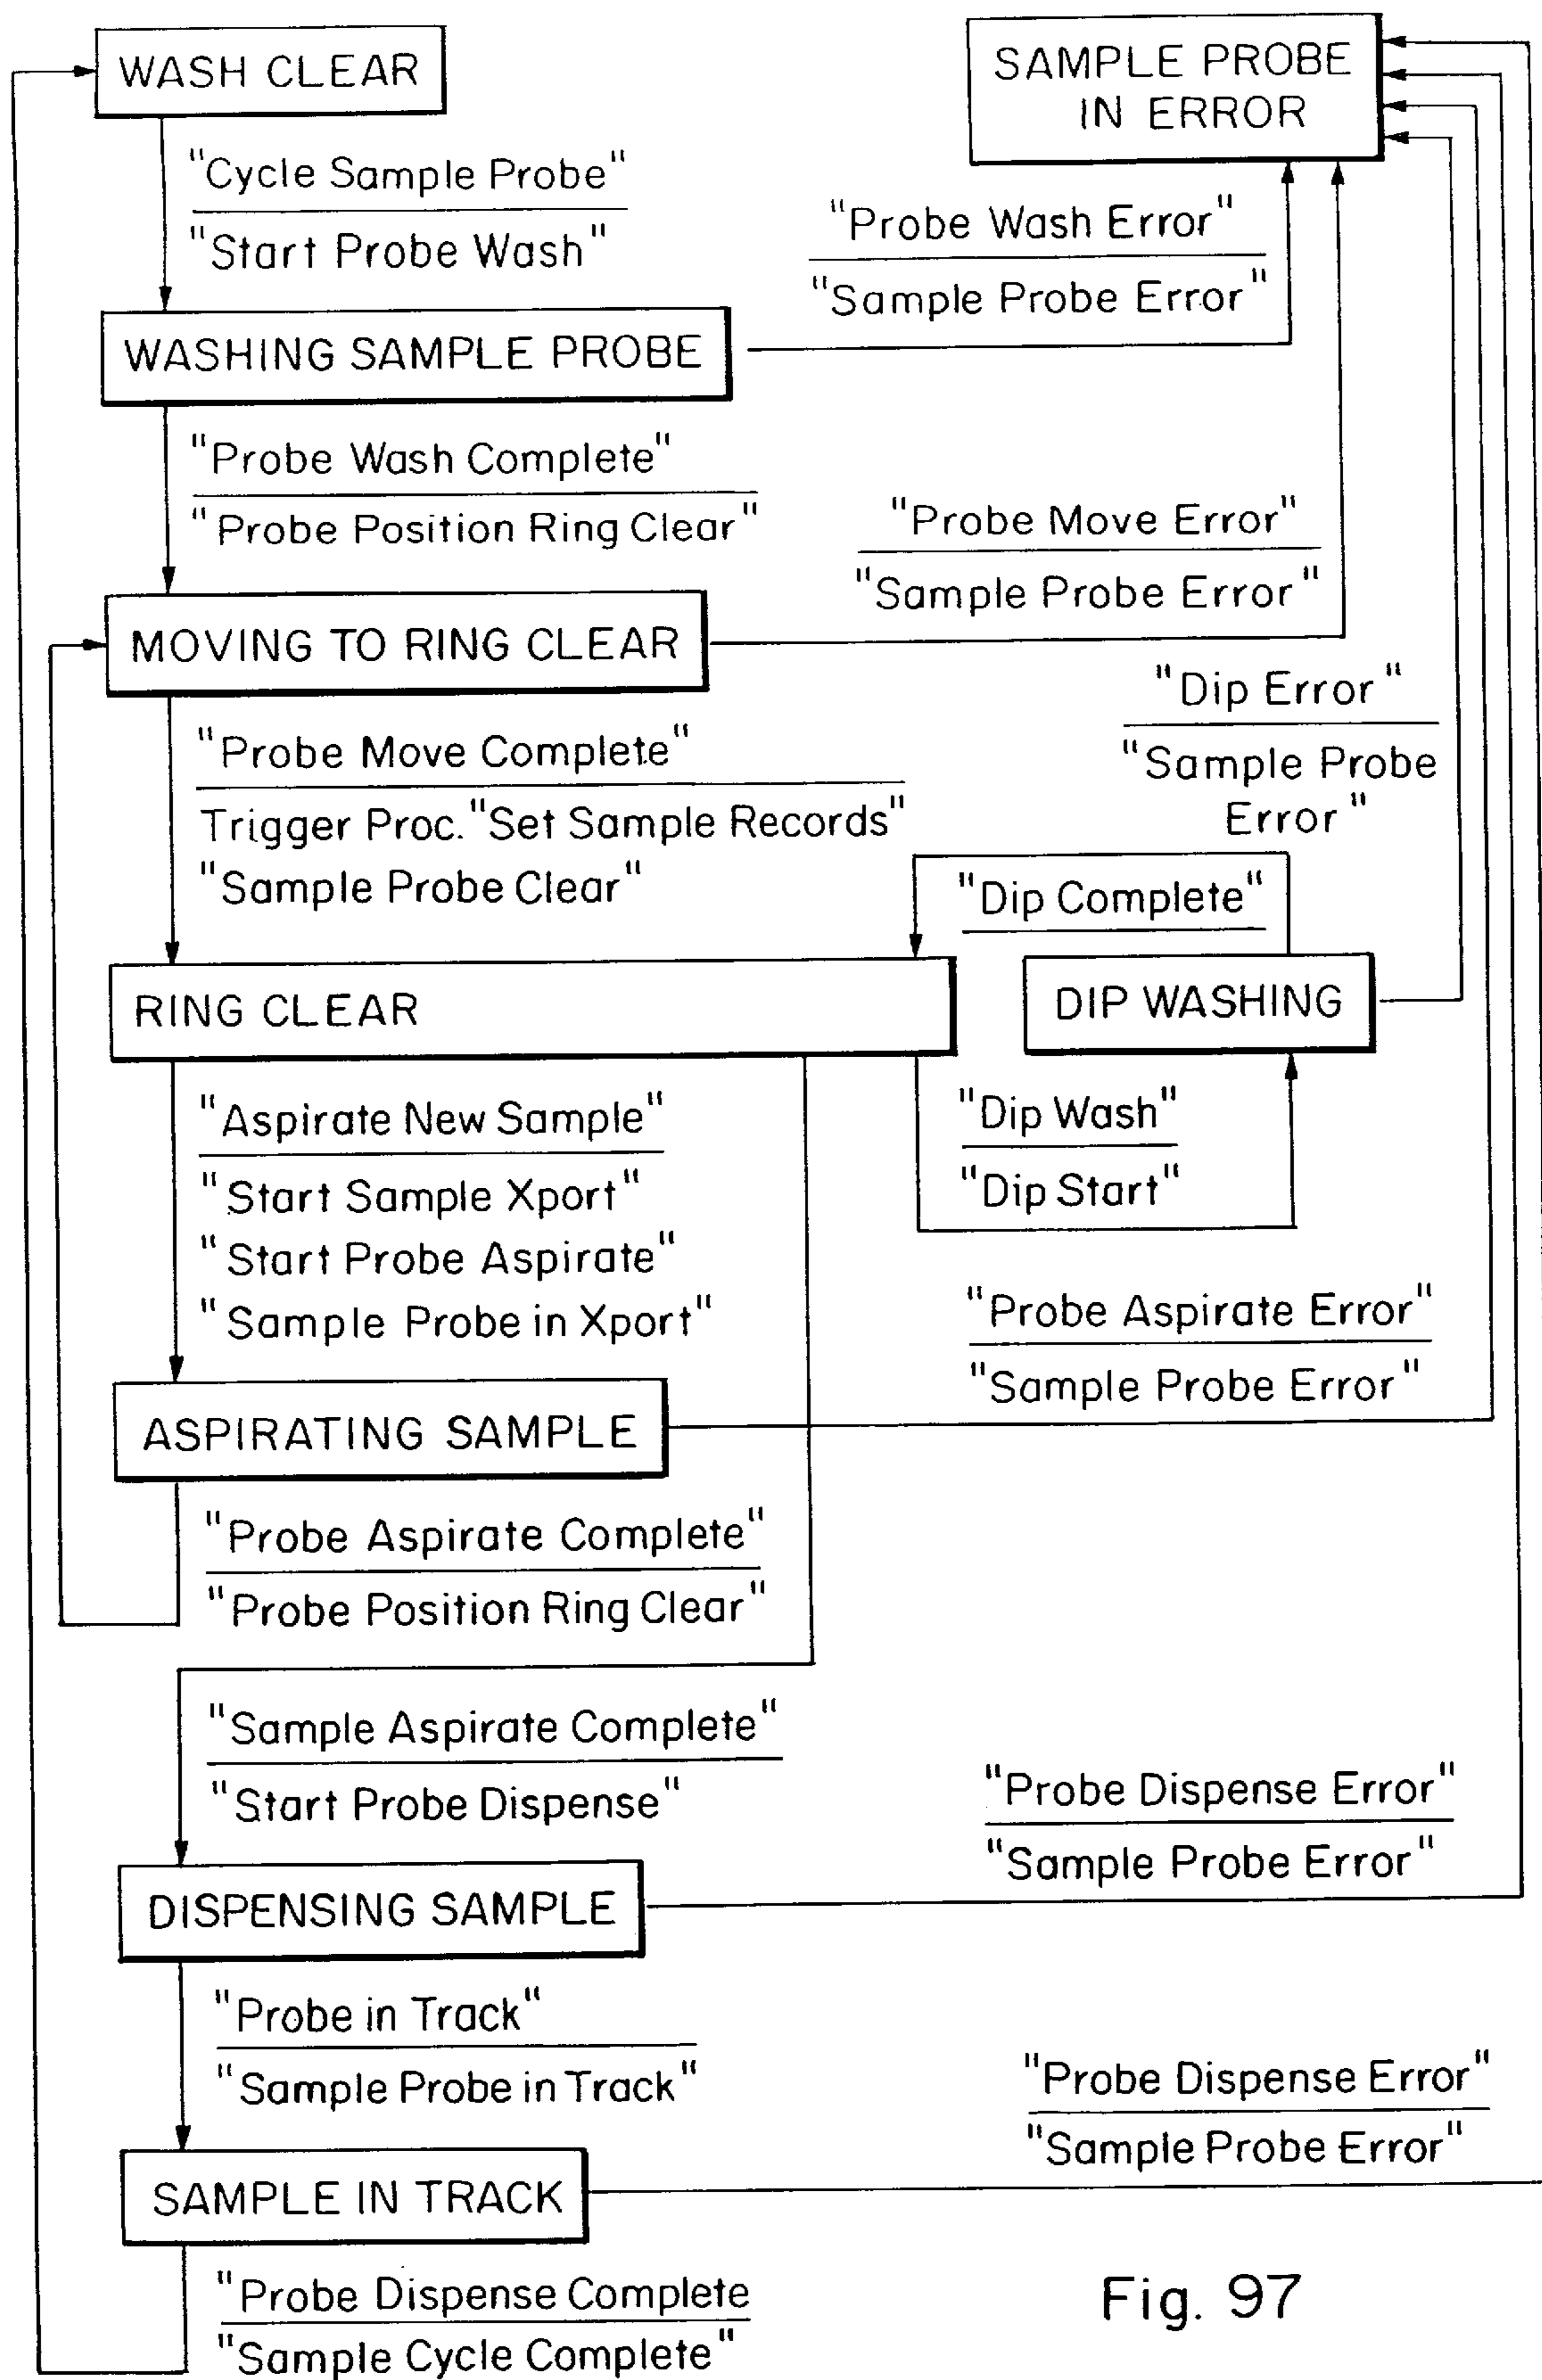 WASH CLEAR
SAMPLE PROBE
IN ERROR
"Cycle Sample Probe"
"Start Probe Wash"
"Probe Wash Error"
"Sample Probe Error"
WASHING SAMPLE PROBE
"Probe Wash Complete"
"Probe Position Ring Clear"
"Probe Move Error"
"Sample Probe Error"
MOVING TO RING CLEAR
"Dip Error"
"Sample Probe
Error"
"Probe Move Complete"
Trigger Proc. "Set Sample Records"
"Sample Probe Clear"
"Dip Complete"
RING CLEAR
DIP WASHING
"Aspirate New Sample"
"Start Sample Xport"
"Start Probe Aspirate"
"Sample Probe in Xport"
"Dip Wash"
"Dip Start"
"Probe Aspirate Error"
"Sample Probe Error"
ASPIRATING SAMPLE
"Probe Aspirate Complete"
"Probe Position Ring Clear"
"Sample Aspirate Complete"
"Start Probe Dispense"
"Probe Dispense Error"
"Sample Probe Error"
DISPENSING SAMPLE
"Probe in Track"
"Sample Probe in Track"
"Probe Dispense Error"
"Sample Probe Error"
SAMPLE IN TRACK
"Probe Dispense Complete
"Sample Cycle Complete"
Fig. 97